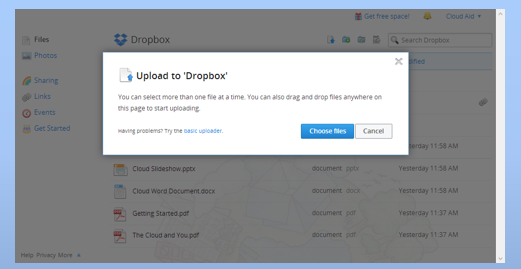 Get free space!
Cloud Aid
Files
Dropbox
Search Dropbox
Photos
Upload to 'Dropbox'
Sharing
You can select more than one file at a time. You can also drag and drop files anywhere on
this page to start uploading.
Links
Events
Having problems? Try the basic uploader.
Choose files
Cancel
Get Started
Yesterday 11:58 AM
Cloud Slideshow.pptx
document pptx
Yesterday 11:58 AM
Cloud Word Document.docx
document docx
Yesterday 11:58 AM
Getting Started.pdf
document pdf
Yesterday 11:37 AM
The Cloud and You.pdf
document pdf
Yesterday 11:37 AM
Help Privacy More